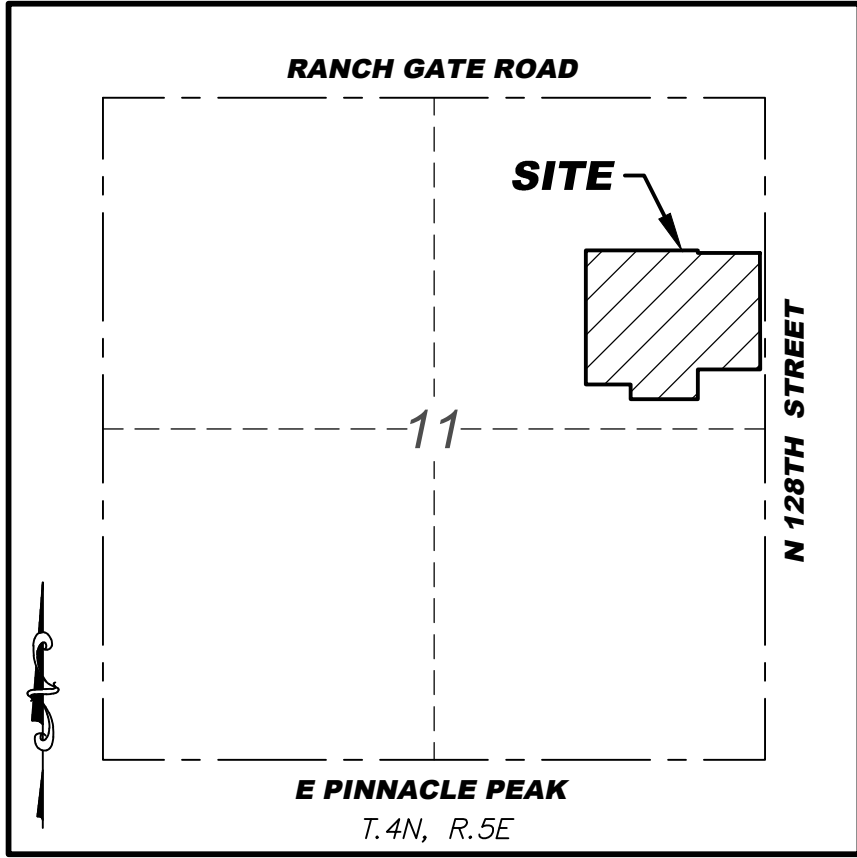 RANCH GATE ROAD
SITE
N 128TH STREET
11
E PINNACLE PEAK
T.4N, R.5E